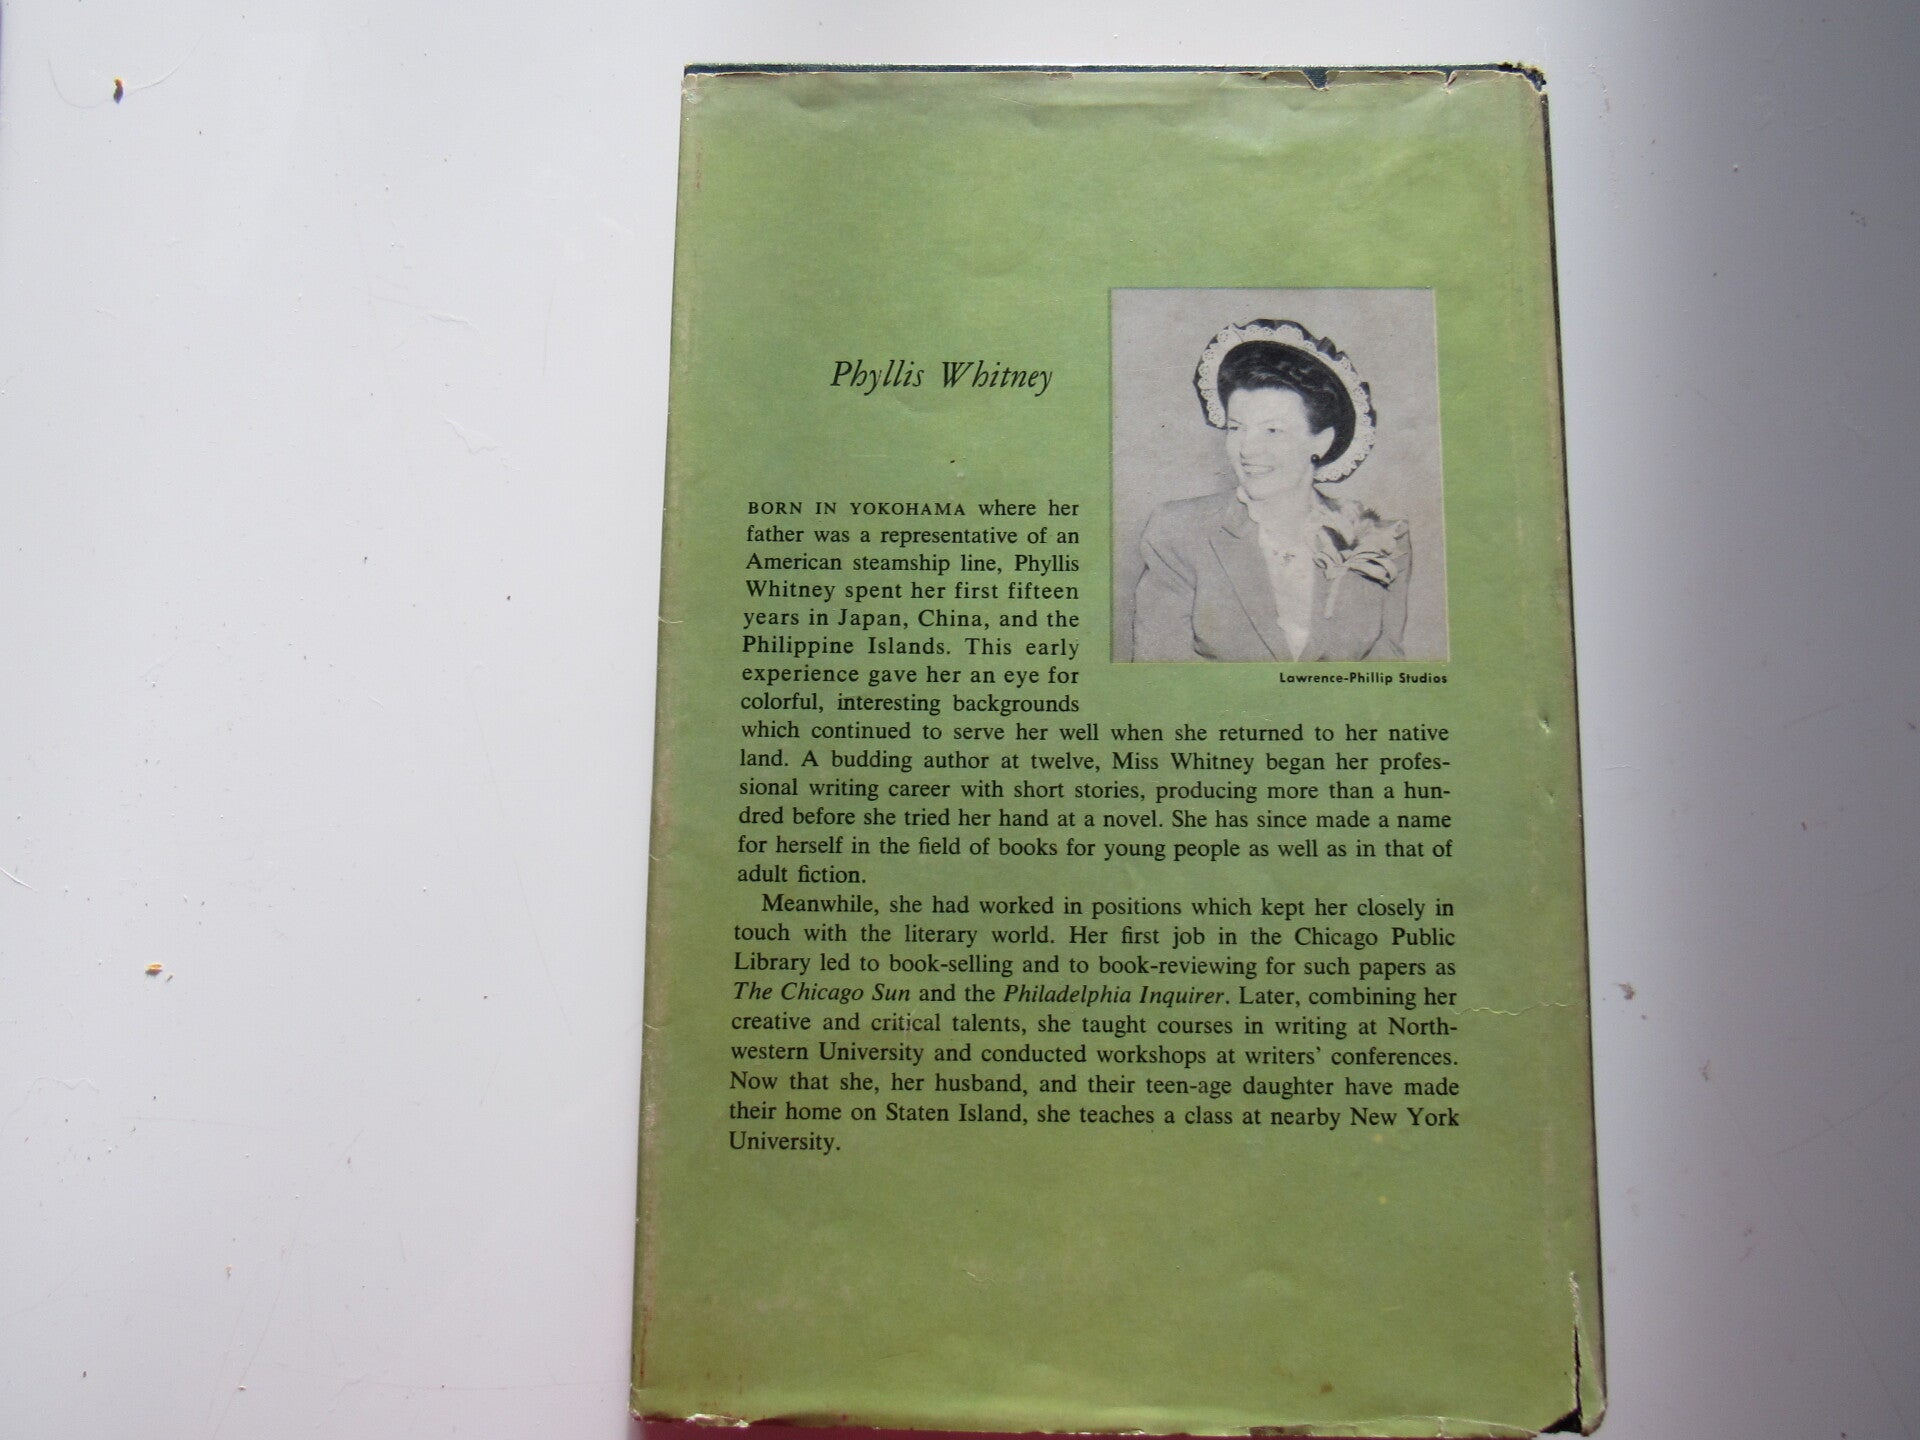 Phyllis Whitney
BORN IN YOKOHAMA where her
father was a representative of an
American steamship line, Phyllis
Whitney spent her first fifteen
years in Japan, China, and the
Philippine Islands. This early
experience gave her an eye for
colorful, interesting backgrounds
Lawrence-Phillip Studios
which continued to serve her well when she returned to her native
land. A budding author at twelve, Miss Whitney began her profes-
sional writing career with short stories, producing more than a hun-
dred before she tried her hand at a novel. She has since made a name
for herself in the field of books for young people as well as in that of
adult fiction.
Meanwhile, she had worked in positions which kept her closely in
touch with the literary world. Her first job in the Chicago Public
Library led to book-selling and to book-reviewing for such papers as
The Chicago Sun and the Philadelphia Inquirer. Later, combining her
creative and critical talents, she taught courses in writing at North-
western University and conducted workshops at writers' conferences.
Now that she, her husband, and their teen-age daughter have made
their home on Staten Island, she teaches a class at nearby New York
University.